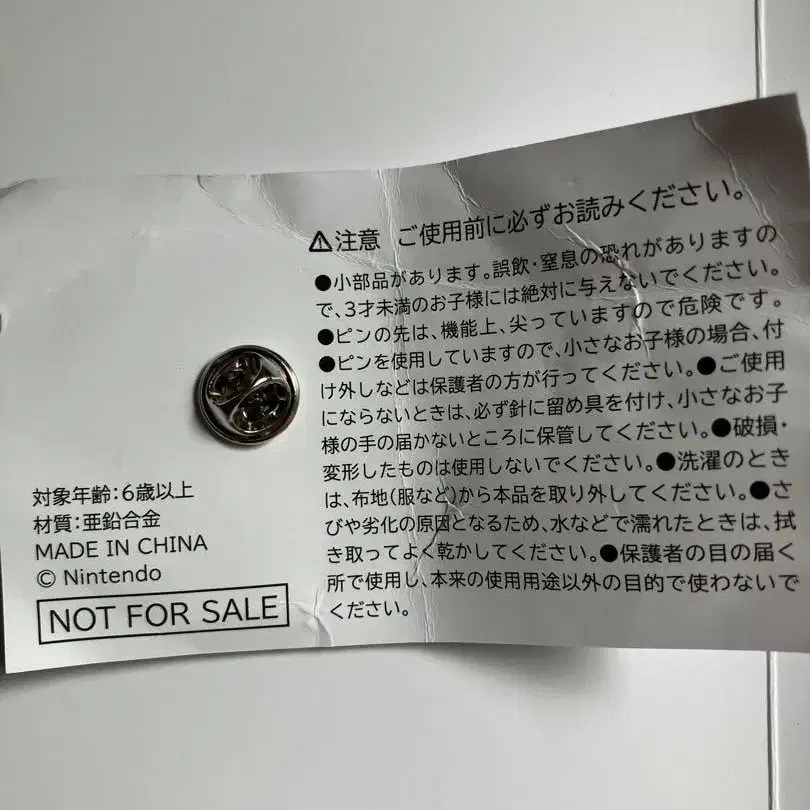 ⚠注意 ご使用前に必ずお読みください。
●小部品があります。誤飲・窒息の恐れがありますの
で、3才未満のお子様には絶対に与えないでください。
●ピンの先は、機能上、尖っていますので危険です。
●ピンを使用していますので、小さなお子様の場合、付
け外しなどは保護者の方が行ってください。●ご使用
にならないときは、必ず針に留め具を付け、小さなお子
様の手の届かないところに保管してください。●破損・
変形したものは使用しないでください。●洗濯のとき
は、布地(服など)から本品を取り外してください。●さ
びや劣化の原因となるため、水などで濡れたときは、拭
き取ってよく乾かしてください。●保護者の目の届く
所で使用し、本来の使用用途以外の目的で使わないで
ください。
対象年齢:6歳以上
材質:亜鉛合金
MADE IN CHINA
© Nintendo
NOT FOR SALE